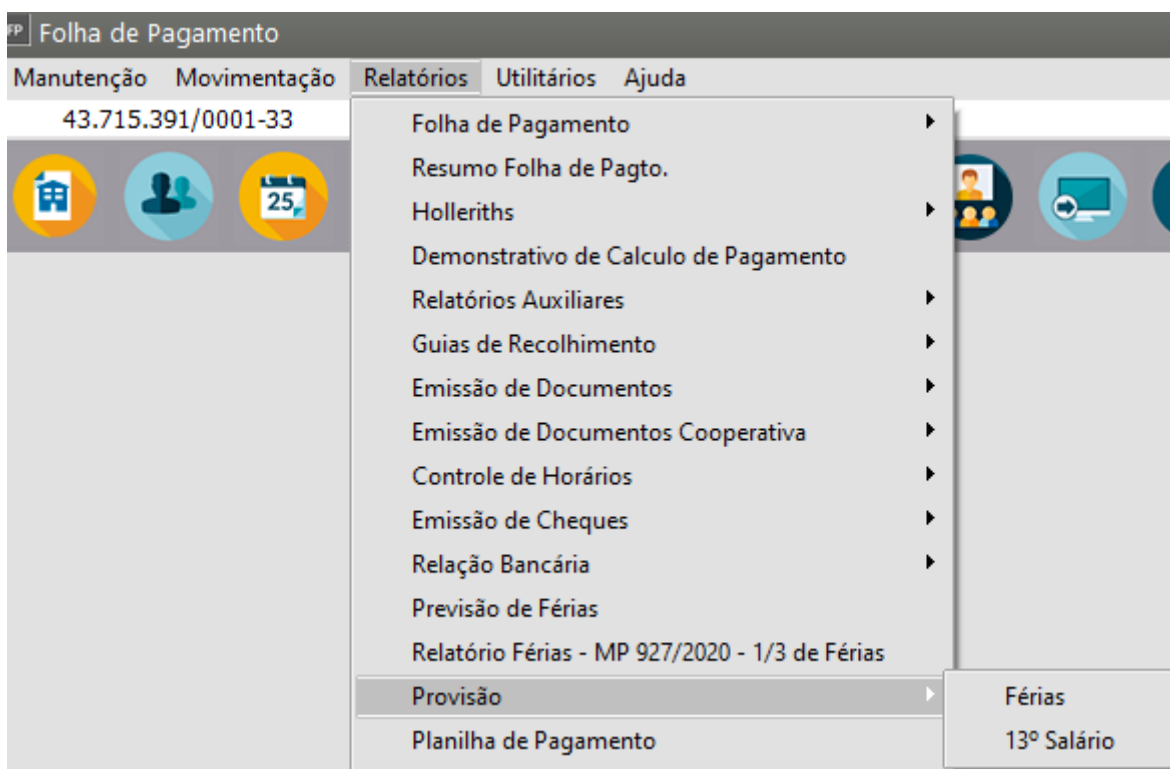 FP Folha de Pagamento
Manutenção Movimentação Relatórios Utilitários Ajuda
43.715.391/0001-33
25
Folha de Pagamento
Resumo Folha de Pagto.
Holleriths
Demonstrativo de Calculo de Pagamento
Relatórios Auxiliares
Guias de Recolhimento
Emissão de Documentos
Emissão de Documentos Cooperativa
Controle de Horários
Emissão de Cheques
Relação Bancária
Previsão de Férias
Relatório Férias - MP 927/2020 - 1/3 de Férias
Provisão
Planilha de Pagamento
Férias
13º Salário